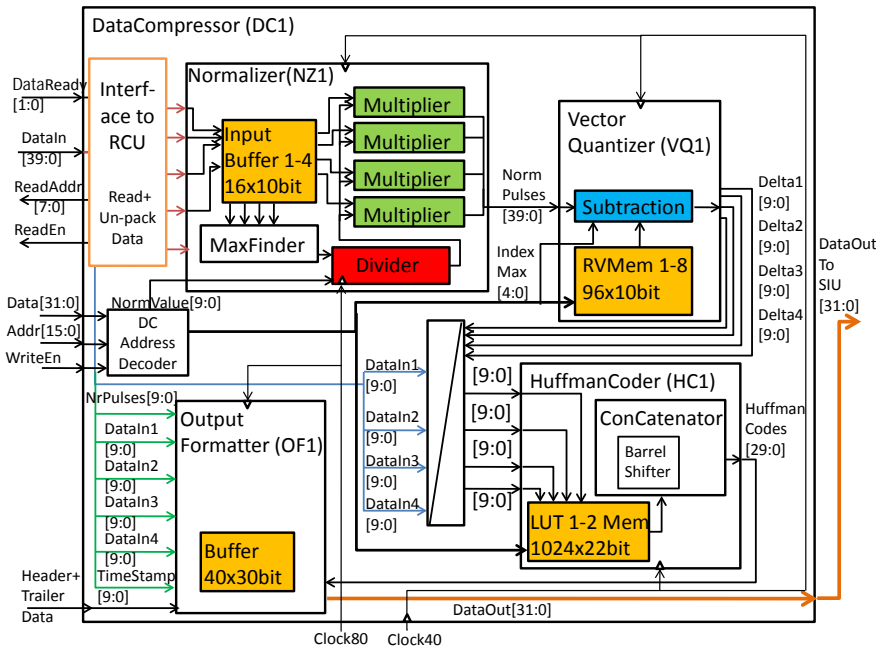 DataCompressor (DC1)
Interf-
ace to
RCU
Read+
Un-pack
Data
DataReady
[1:0]
DataIn
[39:0]
ReadAddr
[7:0]
ReadEn
Normalizer(NZ1)
Input
Buffer 1-4
16x10bit
Multiplier
Multiplier
Multiplier
Multiplier
MaxFinder
Divider
Norm
Pulses
[39:0]
Index
Max
[4:0]
Vector
Quantizer (VQ1)
Subtraction
RVMem 1-8
96x10bit
Delta1
[9:0]
Delta2
[9:0]
Delta3
[9:0]
Delta4
[9:0]
DataOut
To
SIU
[31:0]
Data[31:0]
Addr[15:0]
WriteEn
NormValue[9:0]
DC
Address
Decoder
NrPulses[9:0]
DataIn1
[9:0]
DataIn2
[9:0]
DataIn3
[9:0]
DataIn4
[9:0]
TimeStamp
[9:0]
Header+
Trailer
Data
Output
Formatter (OF1)
Buffer
40x30bit
DataIn1
[9:0]
DataIn2
[9:0]
DataIn3
[9:0]
DataIn4
[9:0]
[9:0]
[9:0]
[9:0]
[9:0]
HuffmanCoder (HC1)
ConCatenator
Barrel
Shifter
LUT 1-2 Mem
1024x22bit
Huffman
Codes
[29:0]
DataOut[31:0]
Clock80
Clock40